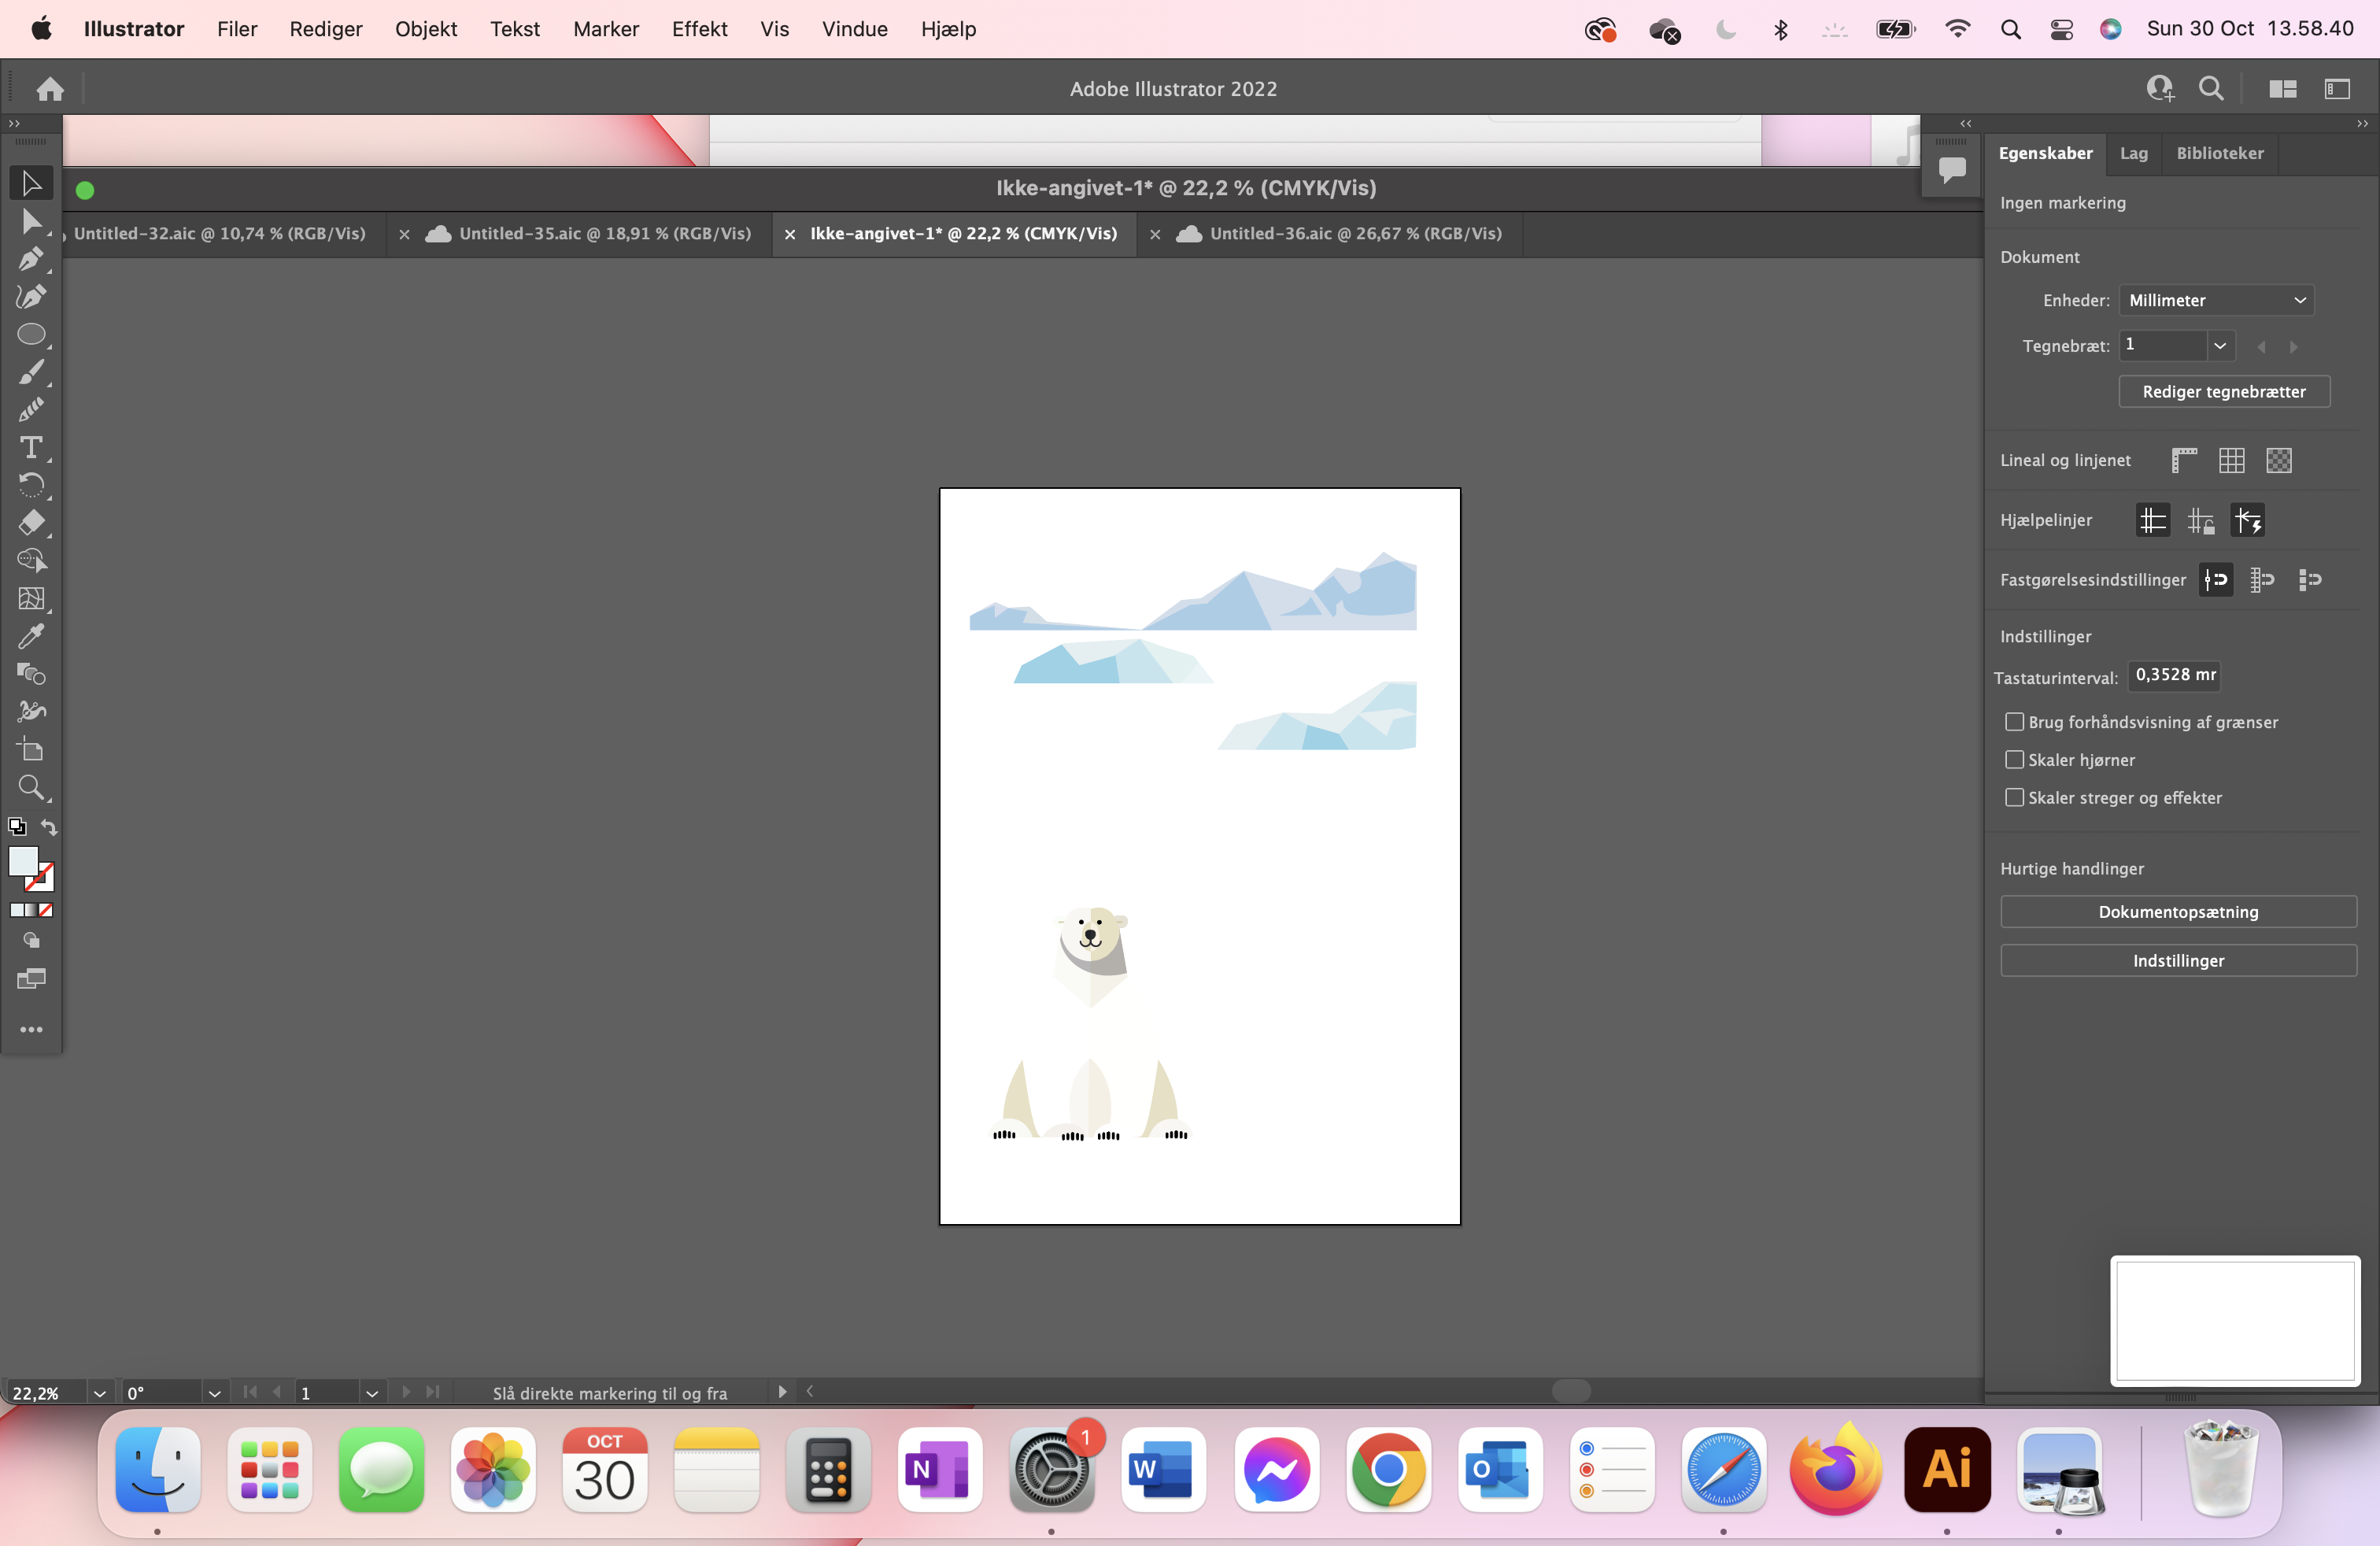 Illustrator Filer Rediger Objekt Tekst Marker Effekt Vis Vindue Hjælp Sun 30 Oct 13.58.40
Adobe Illustrator 2022
Ikke-angivet-1* @ 22,2 % (CMYK/Vis)
Untitled-32.aic @ 10,74 % (RGB/Vis) × Untitled-35.aic @ 18,91 % (RGB/Vis) × Ikke-angivet-1* @ 22,2 % (CMYK/Vis) × Untitled-36.aic @ 26,67 % (RGB/Vis)
Egenskaber Lag Biblioteker
Ingen markering
Dokument
Enheder: Millimeter
Tegnebræt: 1
Rediger tegnebrætter
Lineal og linjenet
Hjælpelinjer
Fastgørelsesindstillinger
Indstillinger
Tastaturinterval: 0,3528 mr
Brug forhåndsvisning af grænser
Skaler hjørner
Skaler streger og effekter
Hurtige handlinger
Dokumentopsætning
Indstillinger
22,2% 0° 1 Slå direkte markering til og fra
OCT
30
N
1
W
O
Ai